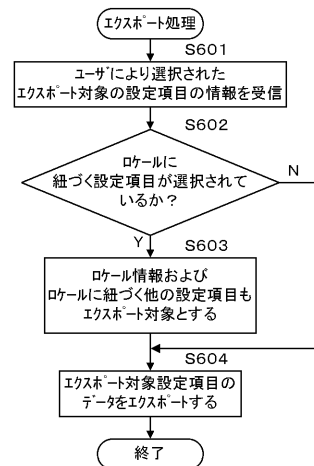 エクスポート処理
S601
ユーザにより選択された
エクスポート対象の設定項目の情報を受信
S602
ロケールに
紐づく設定項目が選択されて
いるか？
N
Y
S603
ロケール情報および
ロケールに紐づく他の設定項目も
エクスポート対象とする
S604
エクスポート対象設定項目の
データをエクスポートする
終了